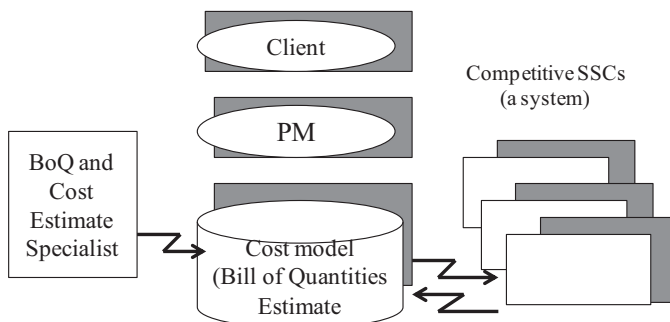 Client
Competitive SSCs
(a system)
PM
BoQ and
Cost
Estimate
Specialist
Cost model
(Bill of Quantities
Estimate